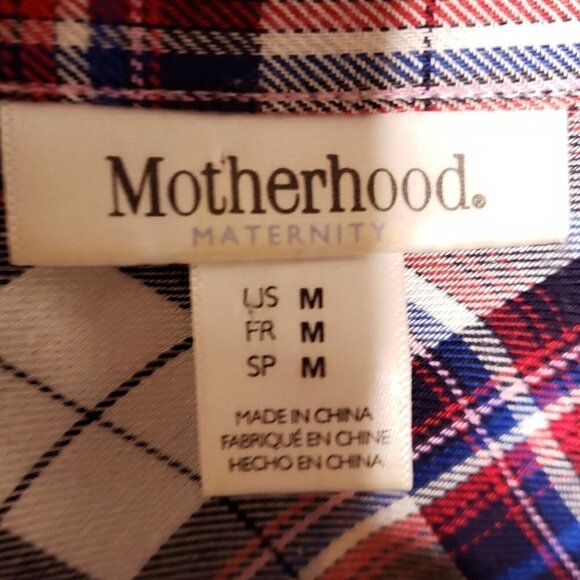 Motherhood®
MATERNITY
US M
FR M
SP M
MADE IN CHINA
FABRIQUÉ EN CHINE
HECHO EN CHINA